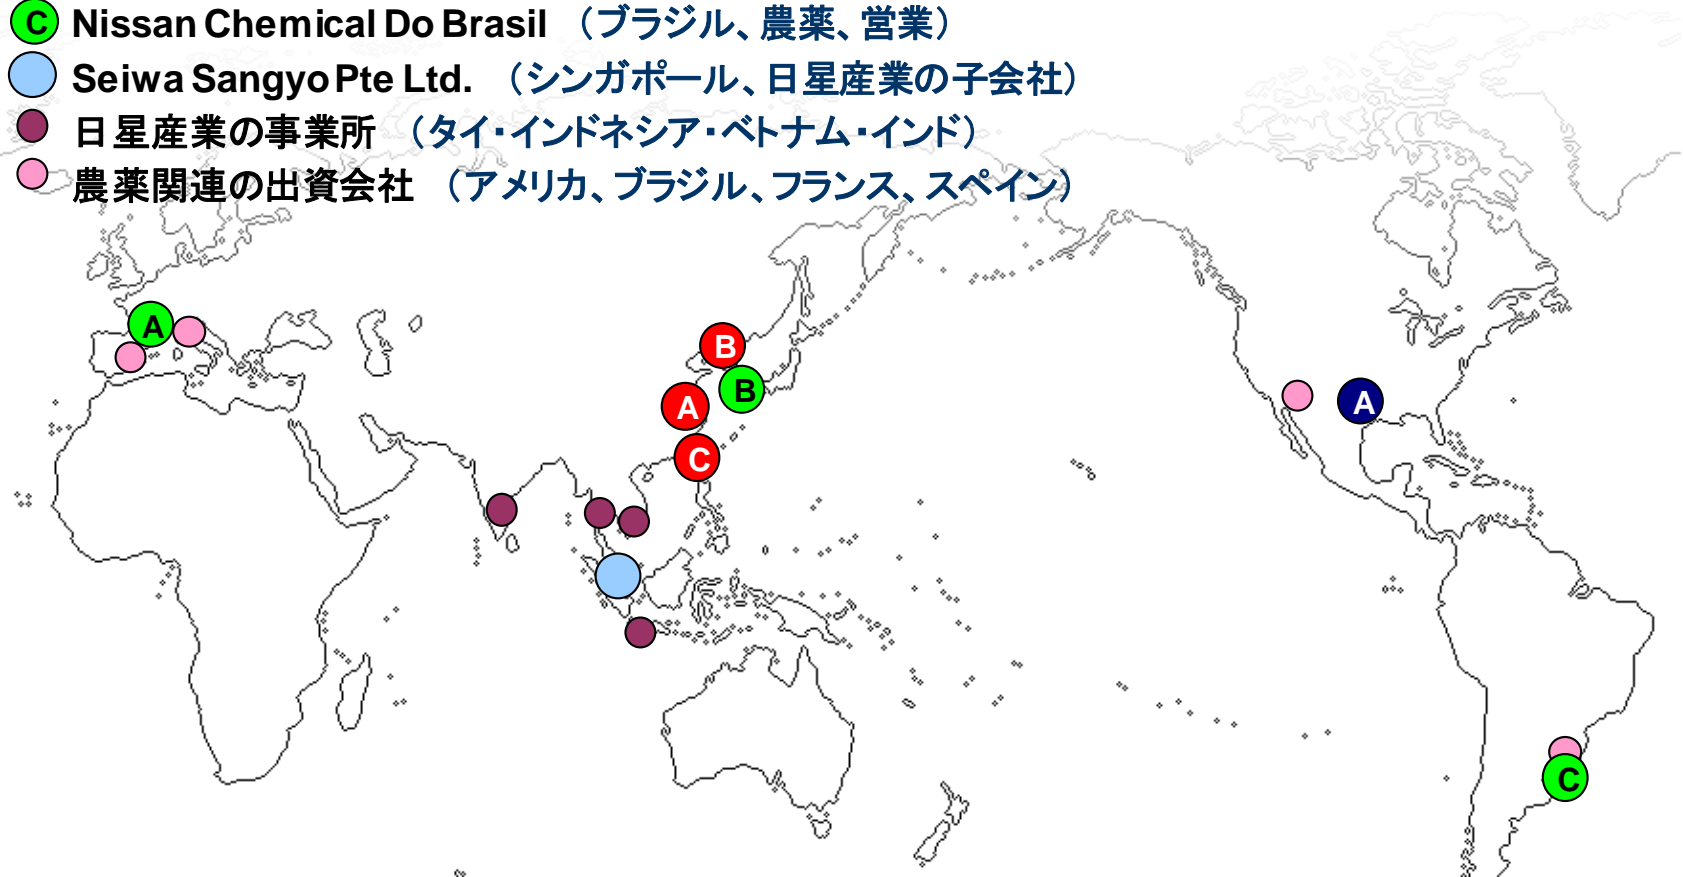 C Nissan Chemical Do Brasil （ブラジル、農薬、営業）
Seiwa Sangyo Pte Ltd. （シンガポール、日星産業の子会社）
日星産業の事業所 （タイ・インドネシア・ベトナム・インド）
農薬関連の出資会社 （アメリカ、ブラジル、フランス、スペイン）
A
B
B
A
A
C
C